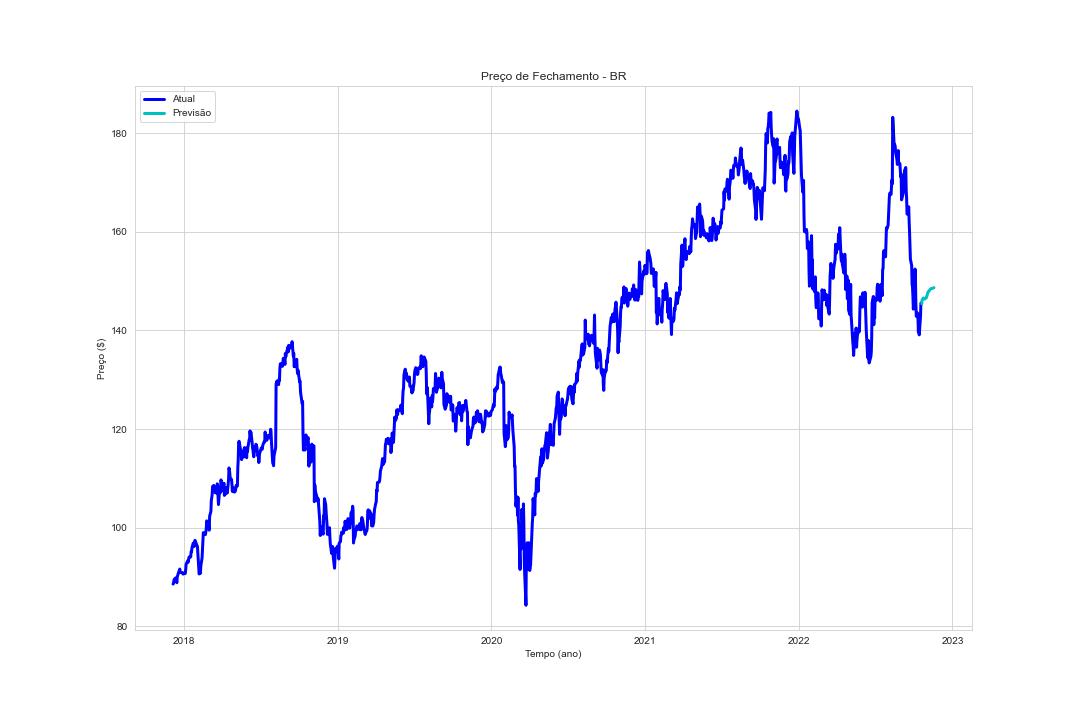 Preço de Fechamento - BR
Atual
Previsão
180
160
140
120
100
80
Preço ($)
2018 2019 2020 2021 2022 2023
Tempo (ano)